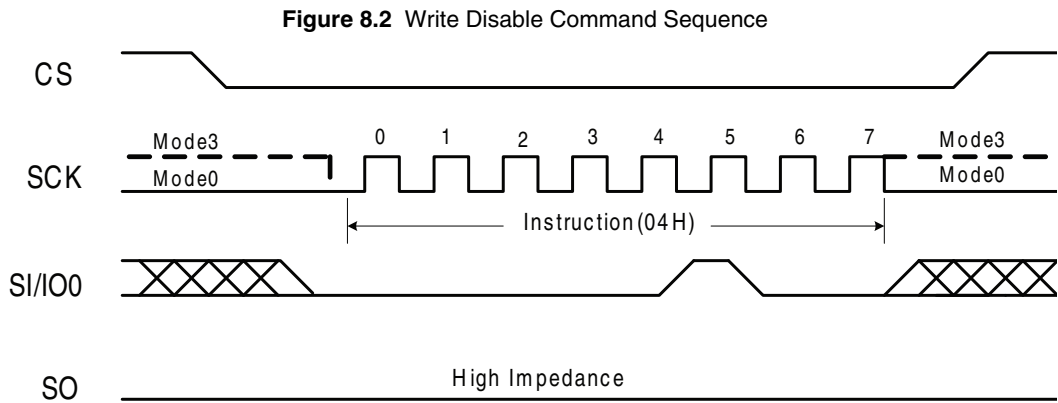 Figure 8.2 Write Disable Command Sequence
CS
0 1 2 3 4 5 6 7
Mode3 Mode3
SCK
Mode0 Mode0
Instruction(04H)
SI/IO0
High Impedance
SO